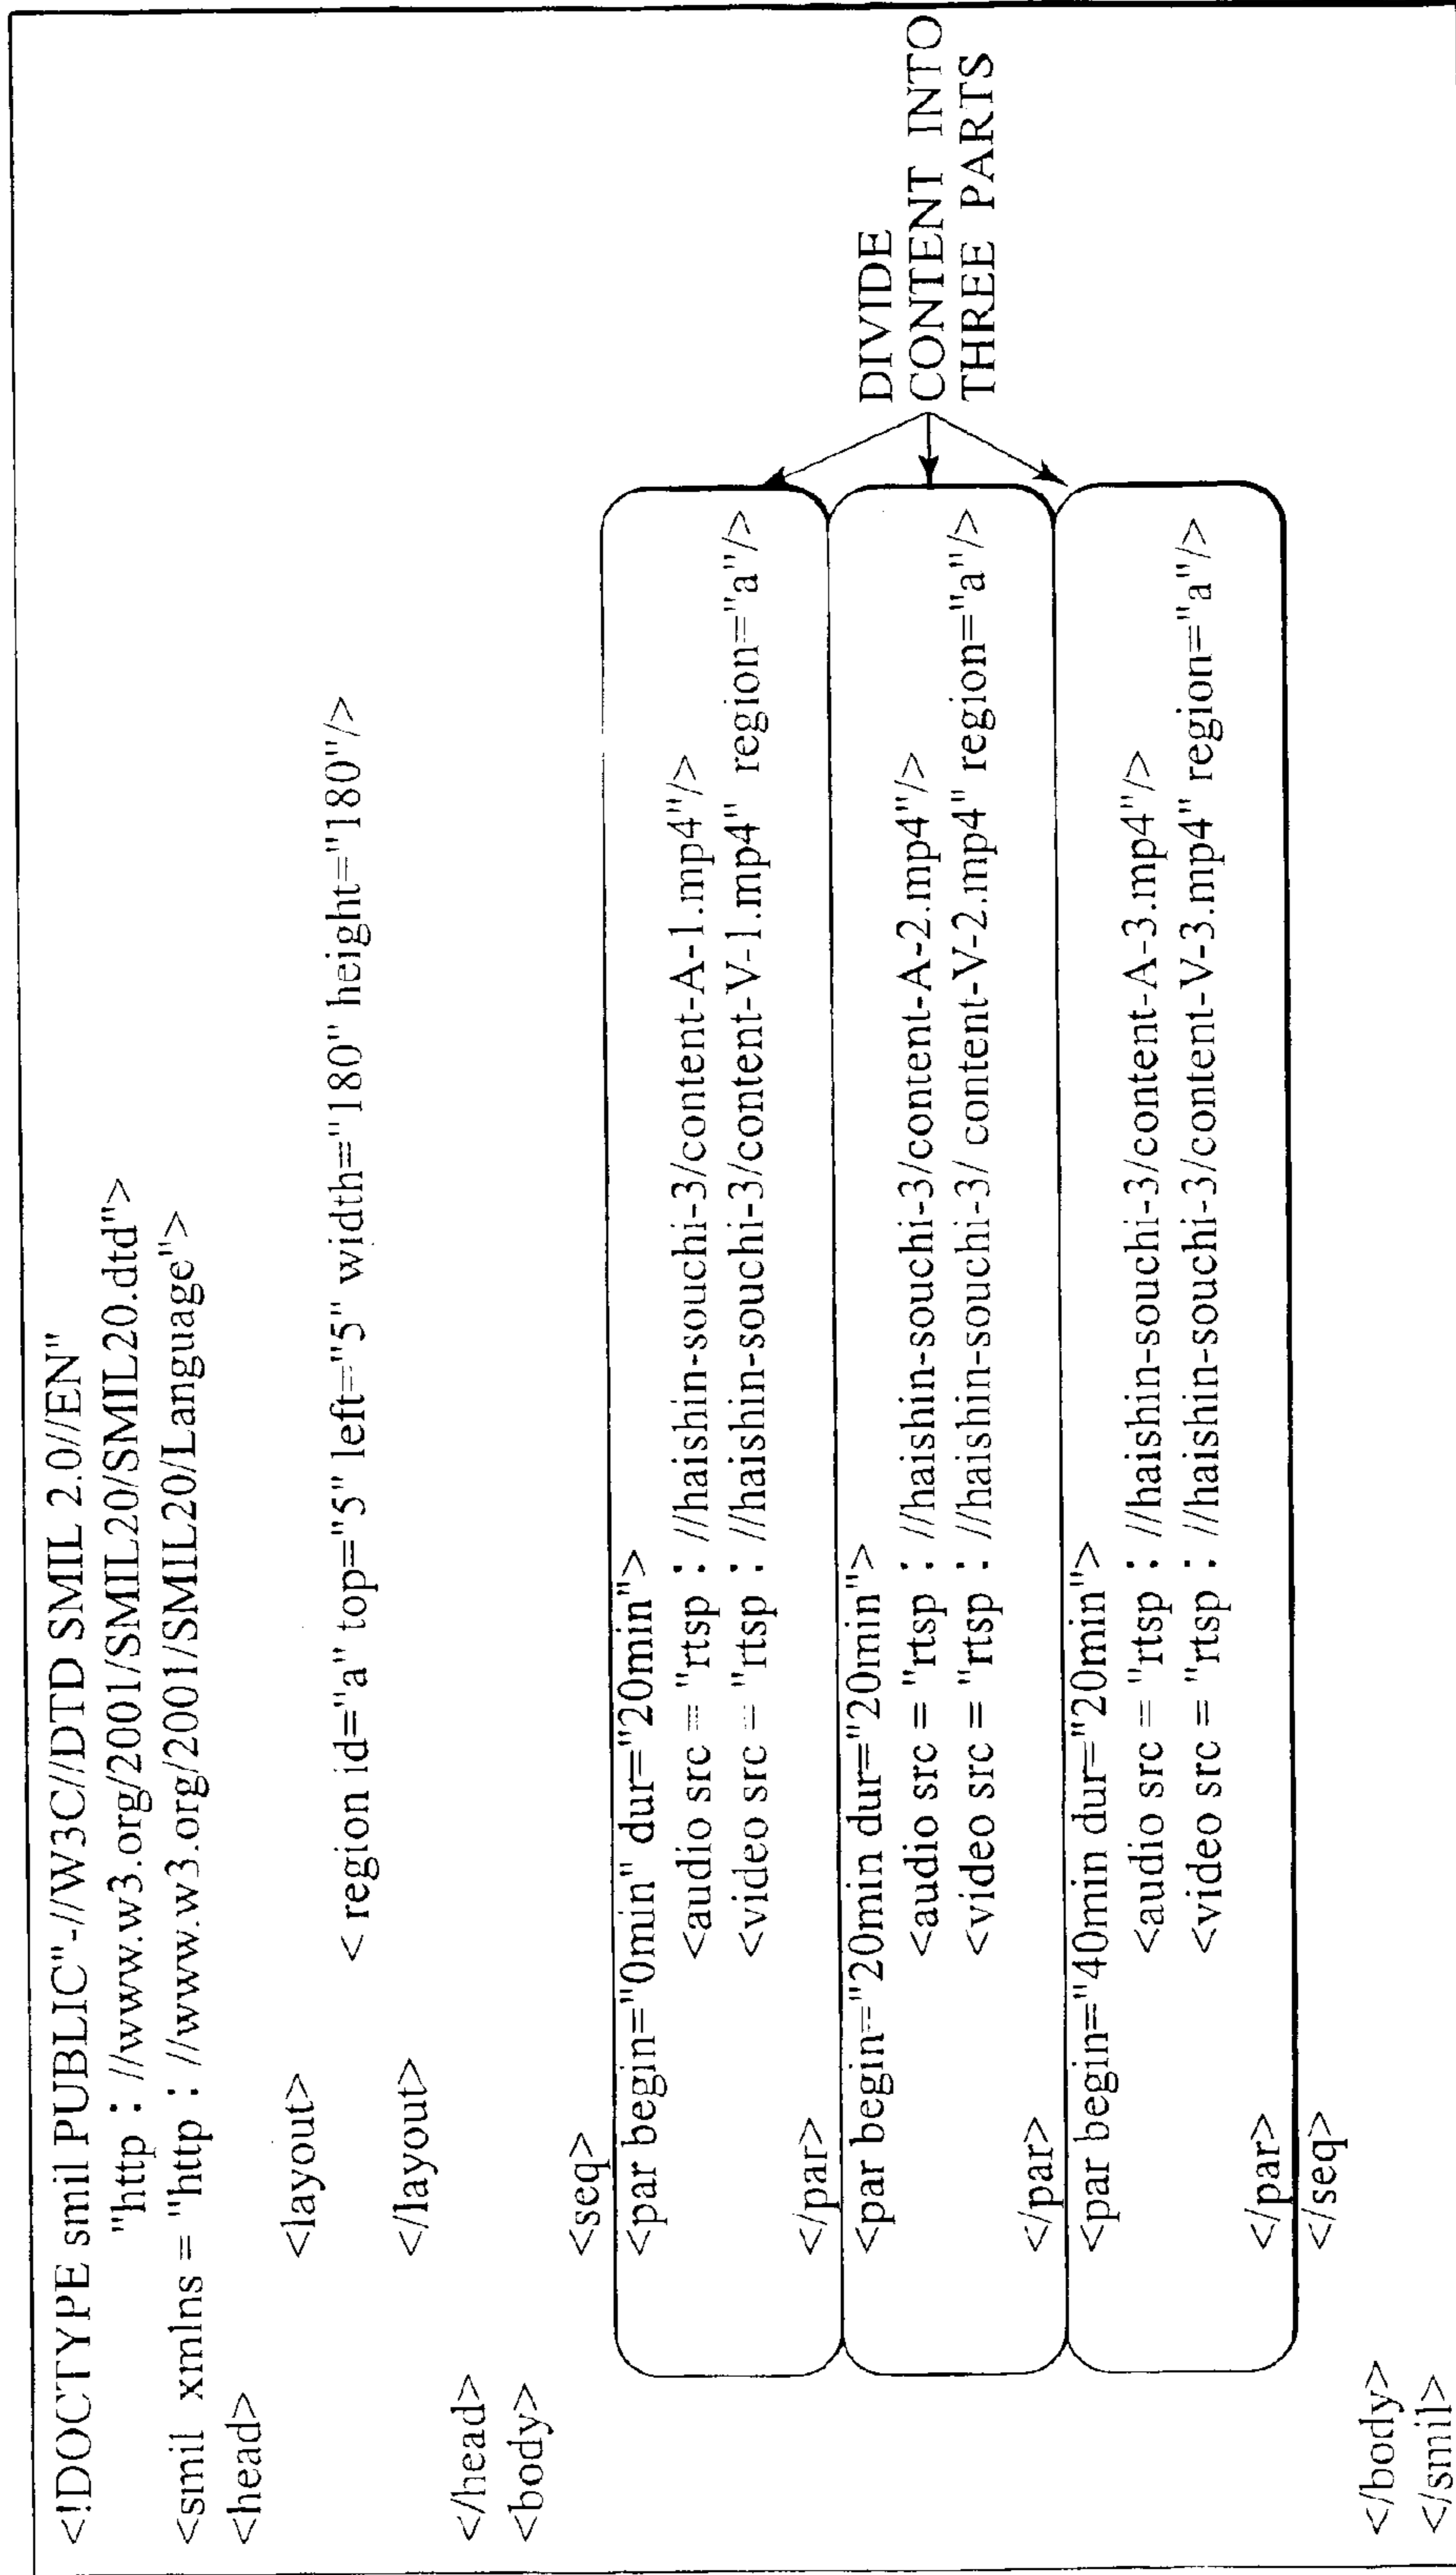 <!DOCTYPE smil PUBLIC"-//W3C//DTD SMIL 2.0//EN"
"http : //www.w3.org/2001/SMIL20/SMIL20.dtd">
<smil xmlns = "http : //www.w3.org/2001/SMIL20/Language">
<head>
<layout>
< region id="a" top="5" left="5" width="180" height="180"/>
</layout>
</head>
<body>
<seq>
<par begin="0min" dur="20min">
<audio src = "rtsp : //haishin-souchi-3/content-A-1.mp4"/>
<video src = "rtsp : //haishin-souchi-3/content-V-1.mp4" region="a"/>
</par>
<par begin="20min dur="20min">
<audio src = "rtsp : //haishin-souchi-3/content-A-2.mp4"/>
<video src = "rtsp : //haishin-souchi-3/ content-V-2.mp4" region="a"/>
</par>
<par begin="40min dur="20min">
<audio src = "rtsp : //haishin-souchi-3/content-A-3.mp4"/>
<video src = "rtsp : //haishin-souchi-3/content-V-3.mp4" region="a"/>
</par>
</seq>
</body>
</smil>
DIVIDE
CONTENT INTO
THREE PARTS